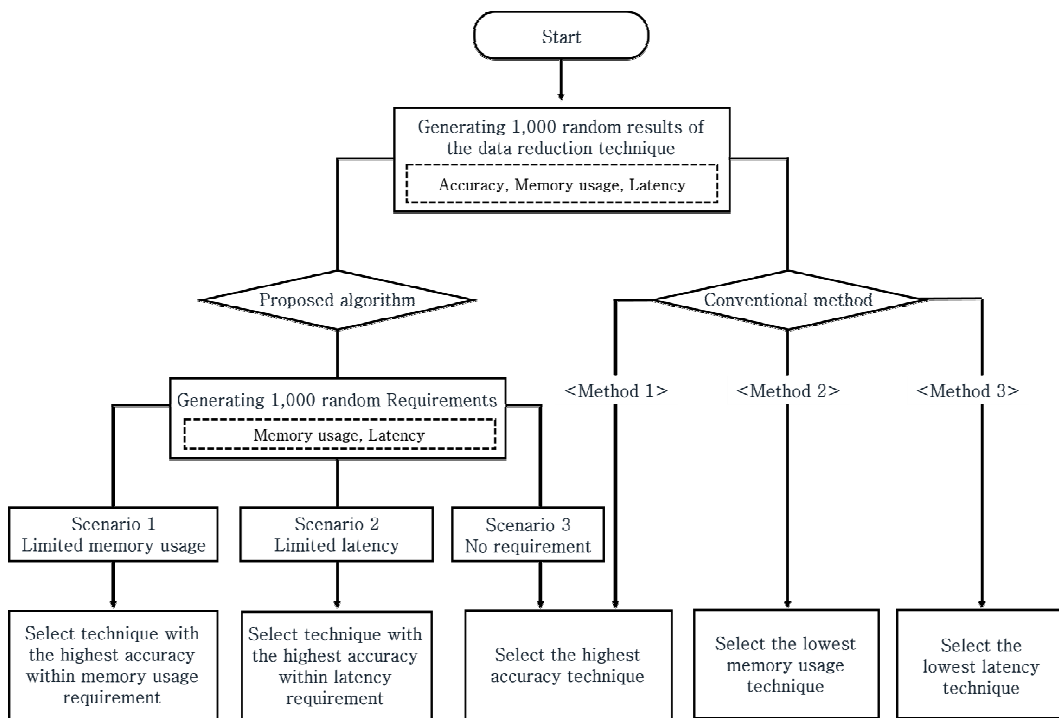 Start
Generating 1,000 random results of
the data reduction technique
Accuracy, Memory usage, Latency
Proposed algorithm
Conventional method
<Method 1>
<Method 2>
<Method 3>
Generating 1,000 random Requirements
Memory usage, Latency
Scenario 1
Limited memory usage
Scenario 2
Limited latency
Scenario 3
No requirement
Select technique with
the highest accuracy
within memory usage
requirement
Select technique with
the highest accuracy
within latency
requirement
Select the highest
accuracy technique
Select the lowest
memory usage
technique
Select the
lowest latency
technique